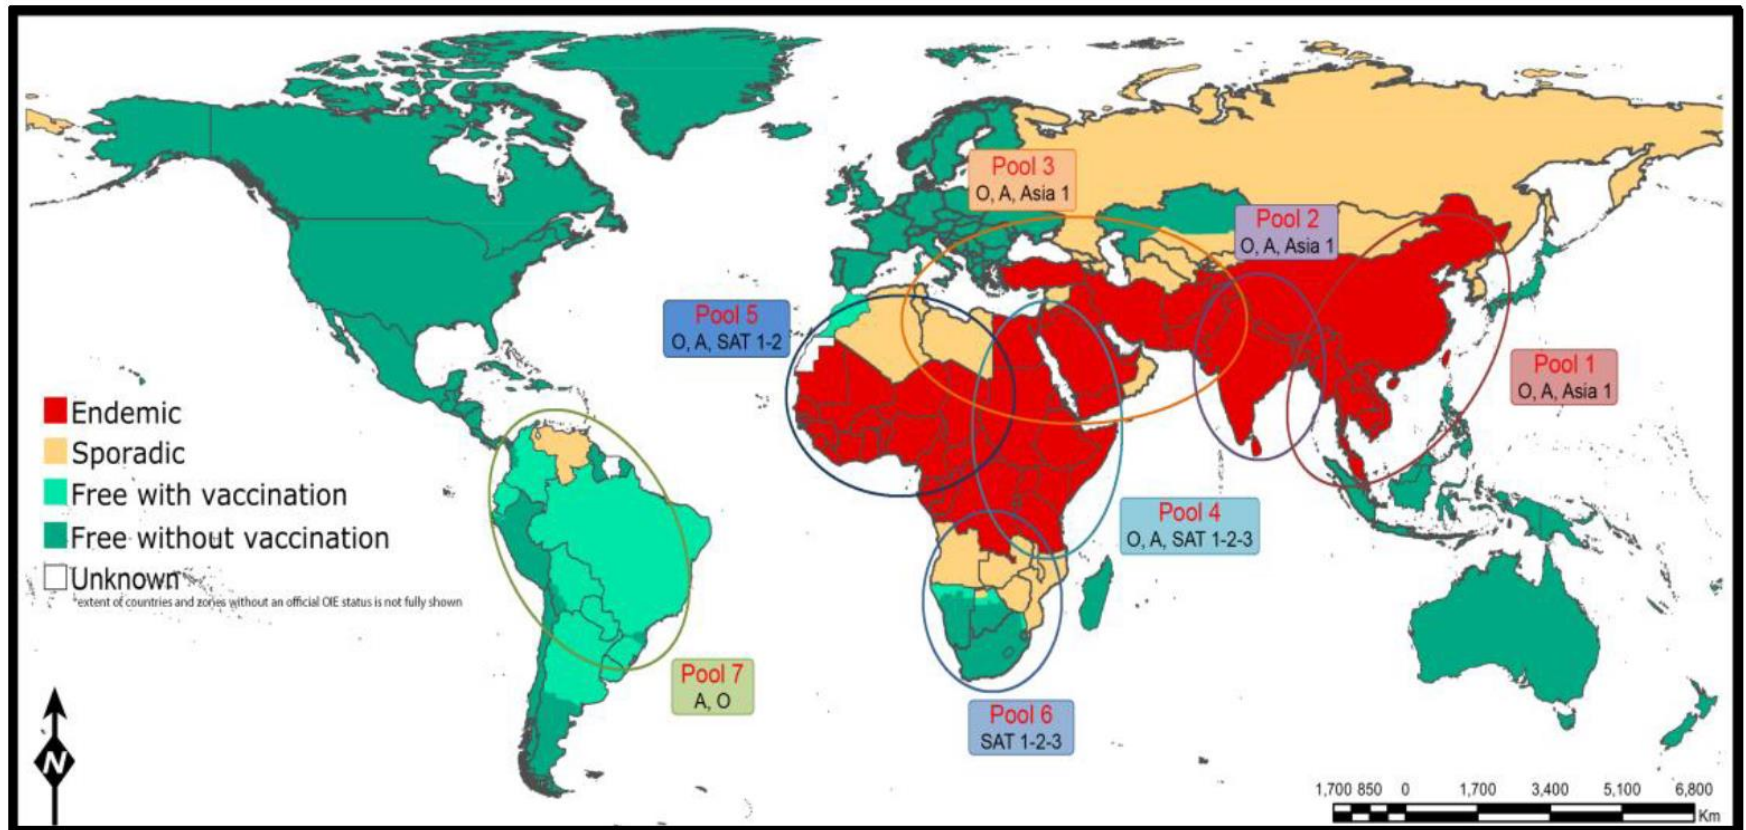 Pool 3
O, A, Asia 1
Pool 2
O, A, Asia 1
Pool 5
O, A, SAT 1-2
Pool 1
O, A, Asia 1
Endemic
Sporadic
Free with vaccination
Free without vaccination
Unknown
*extent of countries and zones without an official OIE status is not fully shown
Pool 4
O, A, SAT 1-2-3
Pool 7
A, O
Pool 6
SAT 1-2-3
N
1,700 850 0 1,700 3,400 5,100 6,800
Km